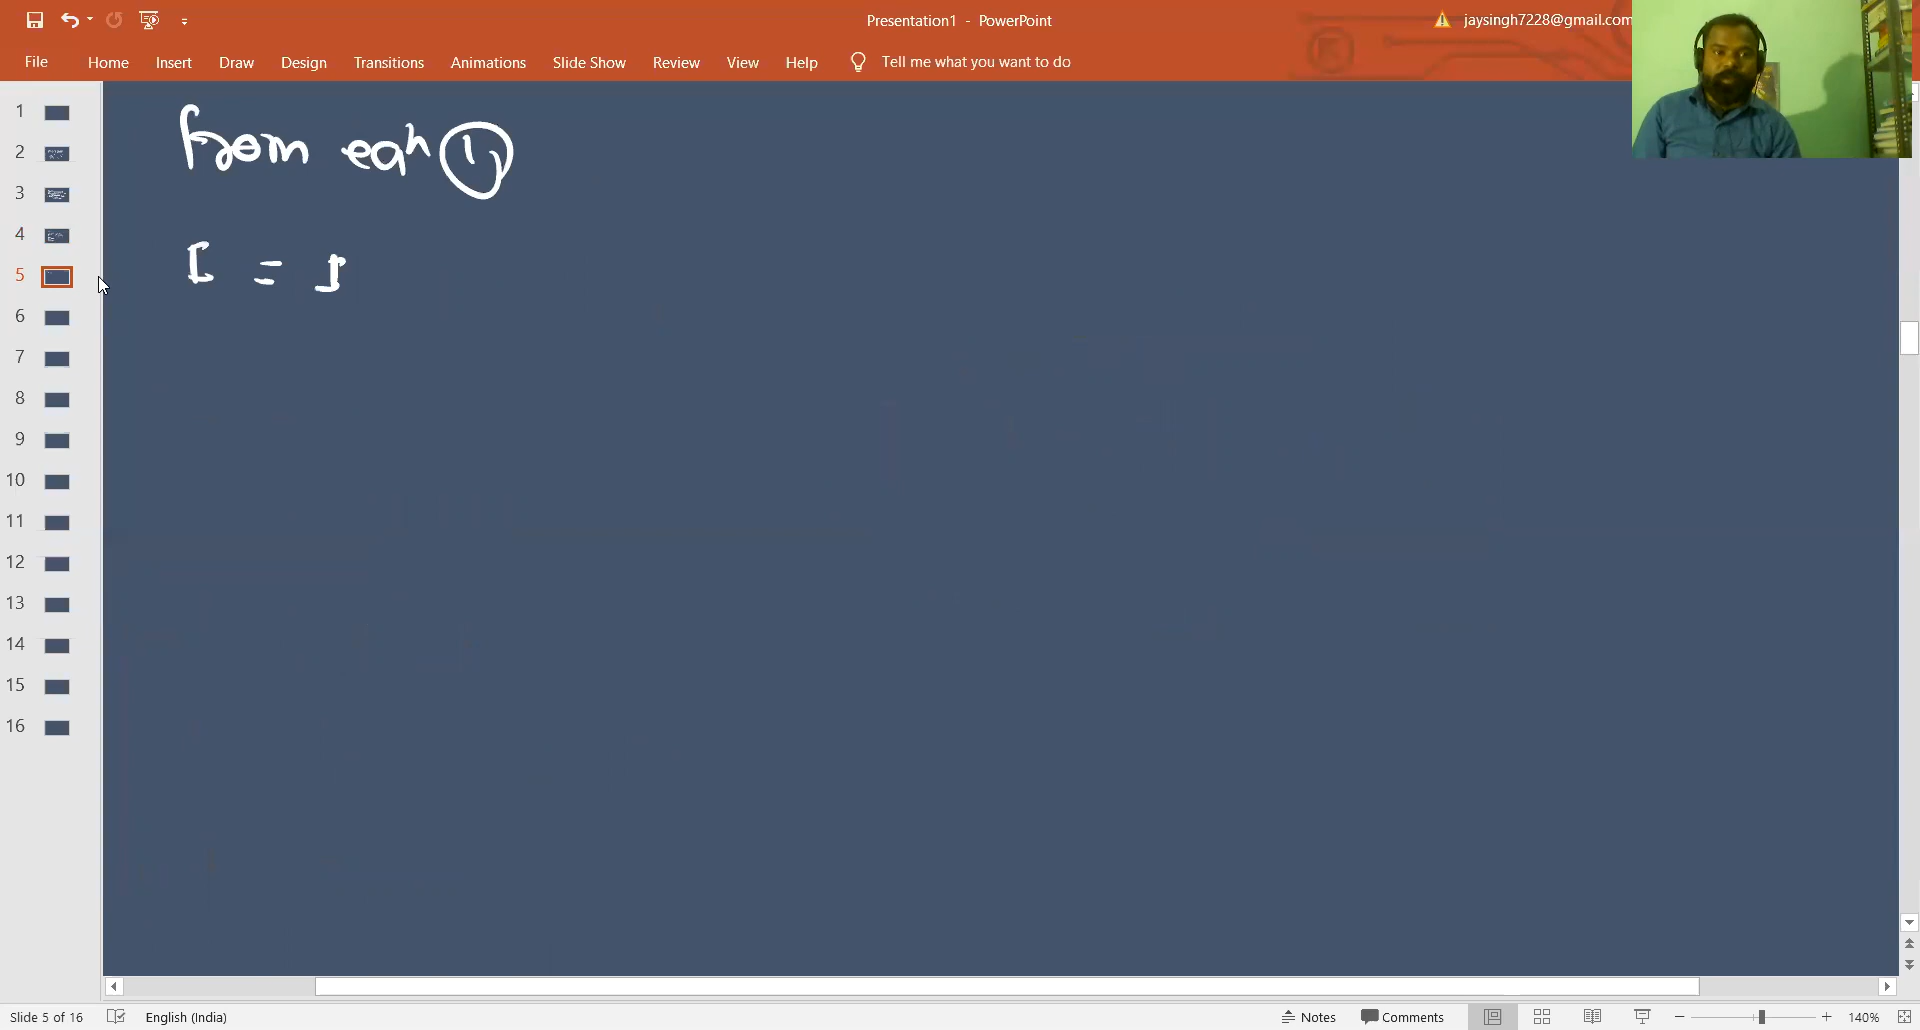 Presentation1 - PowerPoint
jaysingh7228@gmail.com
File Home Insert Draw Design Transitions Animations Slide Show Review View Help Tell me what you want to do
1
2
3
4
5
6
7
8
9
10
11
12
13
14
15
16
from eqn ①
I = I
Slide 5 of 16 English (India) Notes Comments 140%